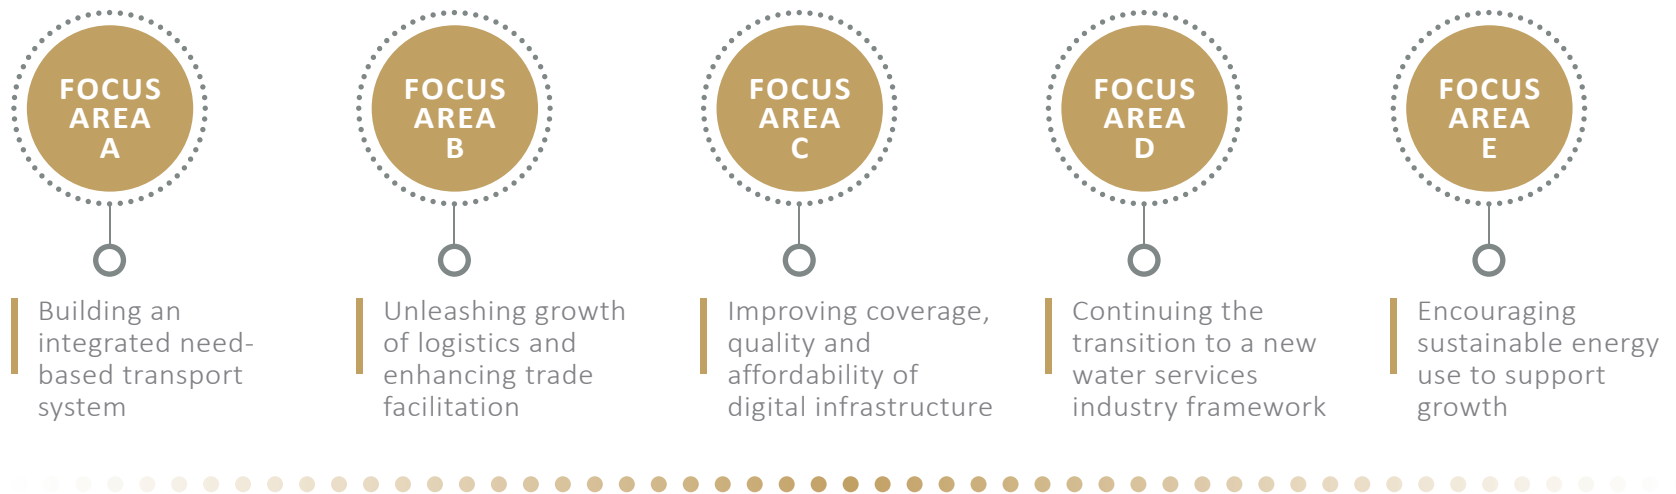 FOCUS
AREA
A
FOCUS
AREA
B
FOCUS
AREA
C
FOCUS
AREA
D
FOCUS
AREA
E
Building an
integrated need-
based transport
system
Unleashing growth
of logistics and
enhancing trade
facilitation
Improving coverage,
quality and
affordability of
digital infrastructure
Continuing the
transition to a new
water services
industry framework
Encouraging
sustainable energy
use to support
growth